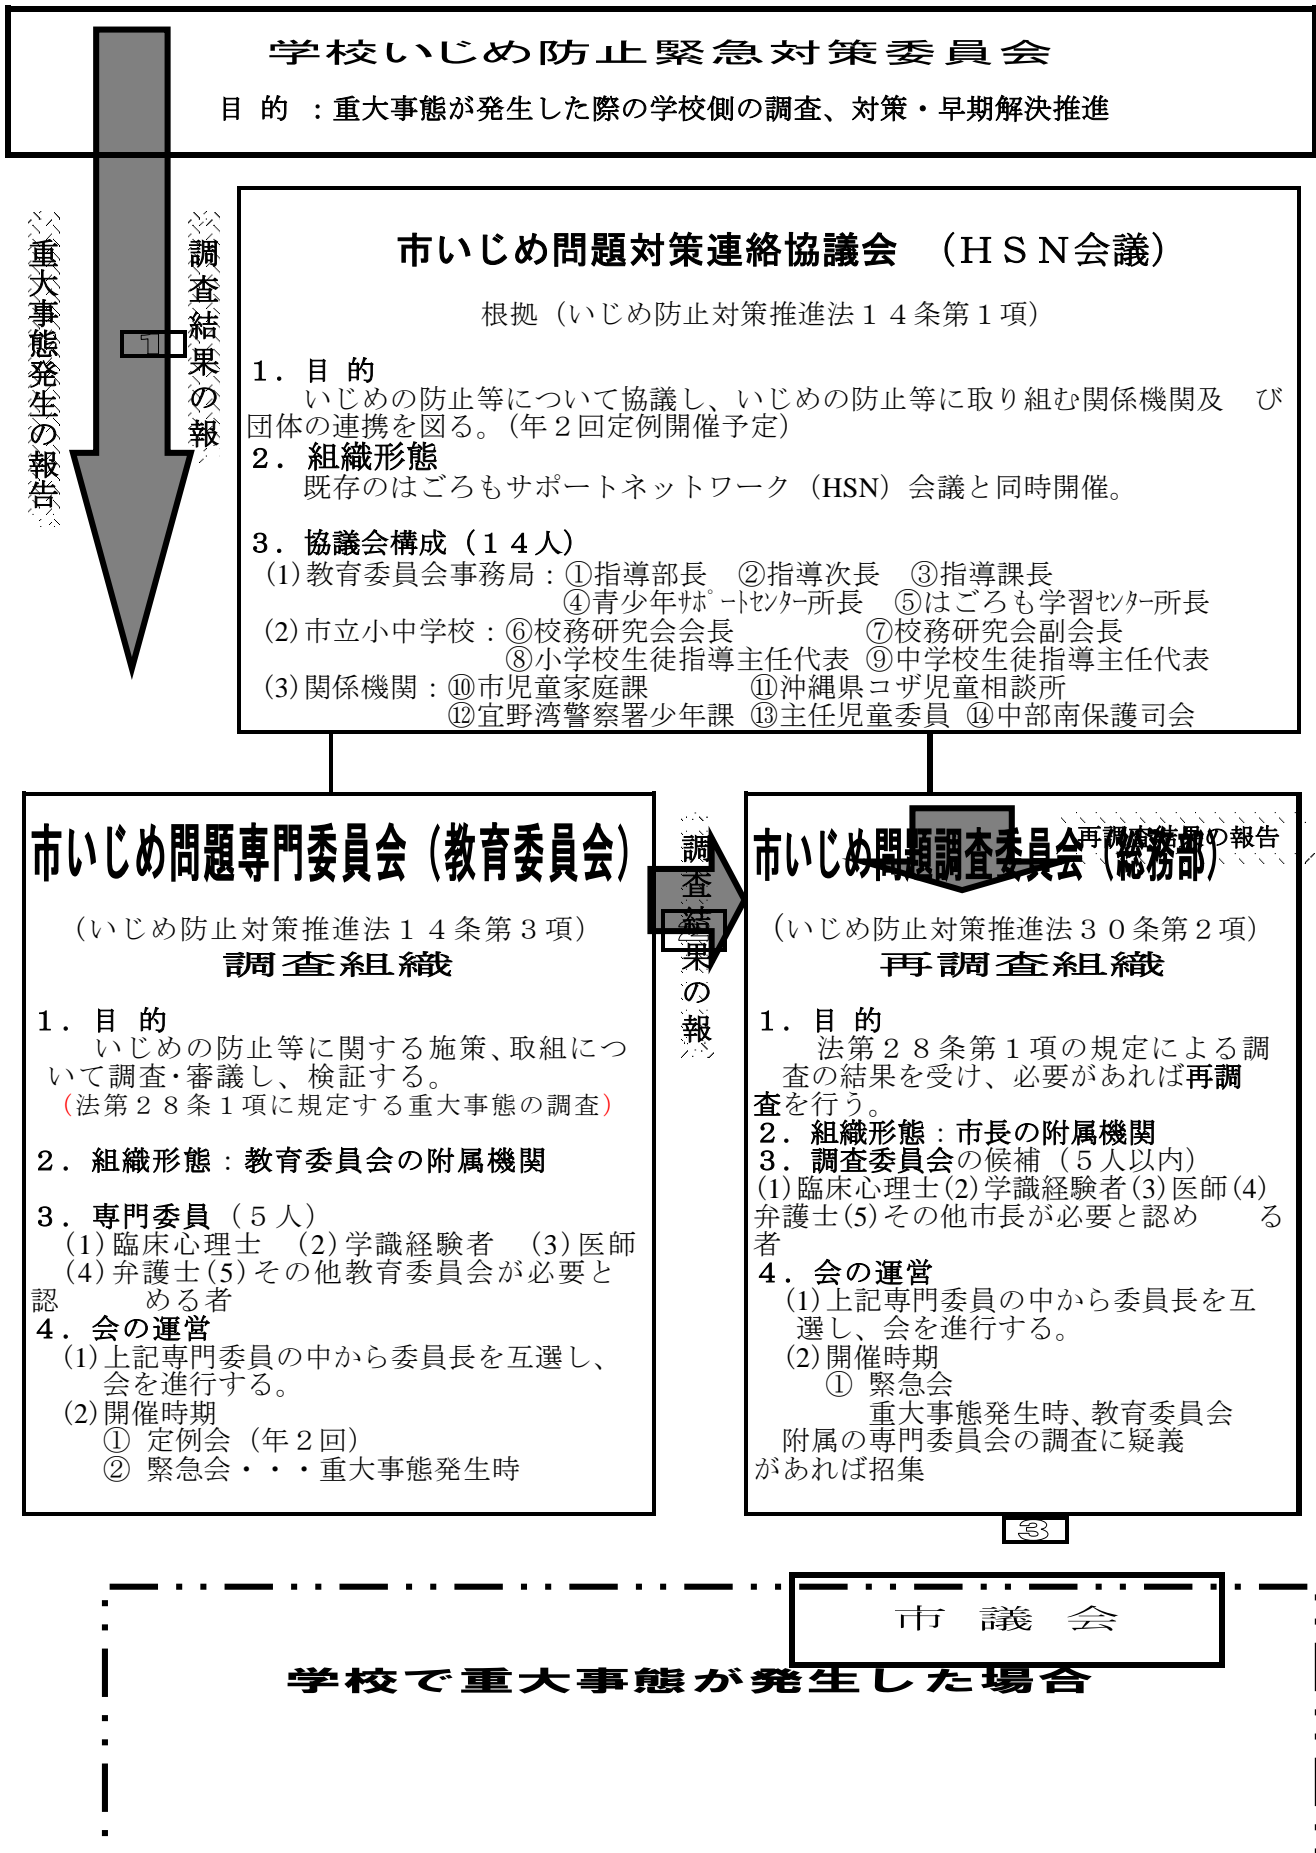 学校いじめ防止緊急対策委員会
目的：重大事態が発生した際の学校側の調査、対策・早期解決推進
重大事態発生の報告
1
調査結果の報
市いじめ問題対策連絡協議会（ＨＳＮ会議）
根拠（いじめ防止対策推進法１４条第１項）
１．目的
いじめの防止等について協議し、いじめの防止等に取り組む関係機関及　び
団体の連携を図る。（年２回定例開催予定）
２．組織形態
既存のはごろもサポートネットワーク（HSN）会議と同時開催。
３．協議会構成（１４人）
(1)教育委員会事務局：①指導部長　②指導次長　③指導課長
④青少年ｻﾎﾟｰﾄｾﾝﾀｰ所長　⑤はごろも学習ｾﾝﾀｰ所長
(2)市立小中学校：⑥校務研究会会長　⑦校務研究会副会長
⑧小学校生徒指導主任代表　⑨中学校生徒指導主任代表
(3)関係機関：⑩市児童家庭課　⑪沖縄県コザ児童相談所
⑫宜野湾警察署少年課　⑬主任児童委員　⑭中部南保護司会
市いじめ問題専門委員会（教育委員会）
（いじめ防止対策推進法１４条第３項）
調査組織
１．目的
いじめの防止等に関する施策、取組につ
いて調査・審議し、検証する。
（法第２８条１項に規定する重大事態の調査）
２．組織形態：教育委員会の附属機関
３．専門委員（５人）
(1)臨床心理士　(2)学識経験者　(3)医師
(4)弁護士(5)その他教育委員会が必要と
認　める者
４．会の運営
(1)上記専門委員の中から委員長を互選し、
会を進行する。
(2)開催時期
①　定例会（年２回）
②　緊急会・・・重大事態発生時
調査結果の報
市いじめ問題調査委員会（総務部）
再調査結果の報告
（いじめ防止対策推進法３０条第２項）
再調査組織
１．目的
法第２８条第１項の規定による調
査の結果を受け、必要があれば再調
査を行う。
２．組織形態：市長の附属機関
３．調査委員会の候補（５人以内）
(1)臨床心理士(2)学識経験者(3)医師(4)
弁護士(5)その他市長が必要と認め　る
者
４．会の運営
(1)上記専門委員の中から委員長を互
選し、会を進行する。
(2)開催時期
①　緊急会
重大事態発生時、教育委員会
附属の専門委員会の調査に疑義
があれば招集
3
市議会
学校で重大事態が発生した場合